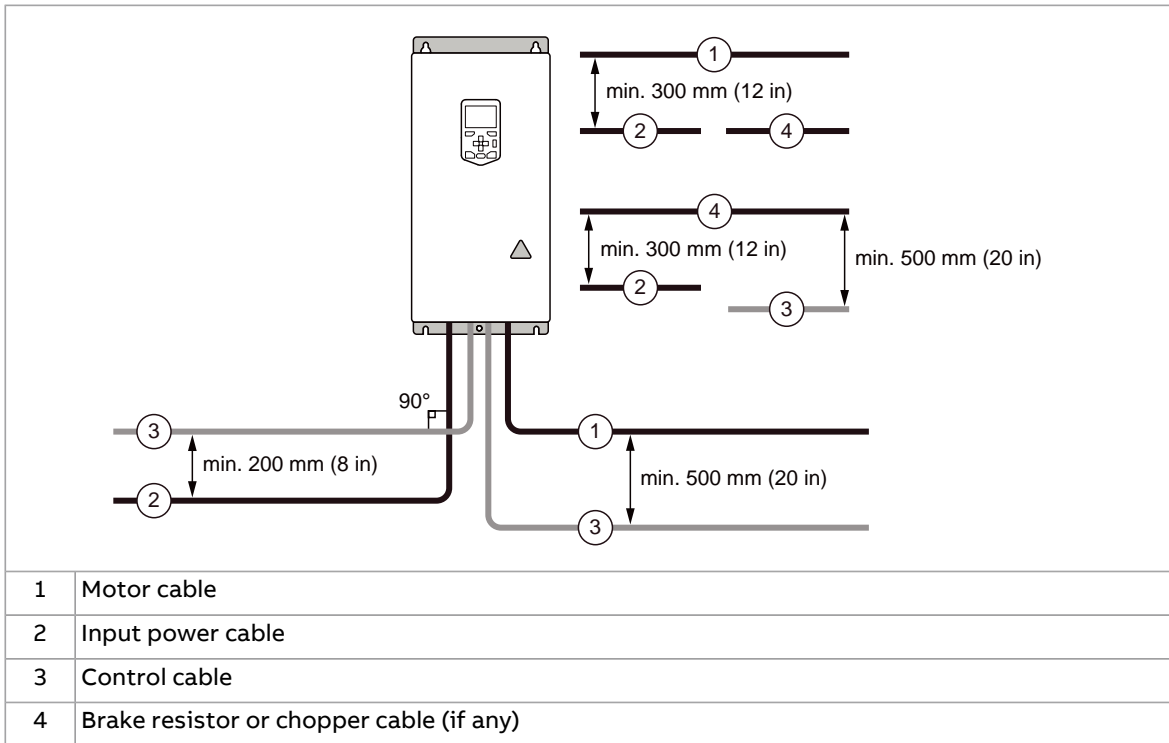 1
min. 300 mm (12 in)
2
4
4
min. 300 mm (12 in)
min. 500 mm (20 in)
2
3
90°
3
1
min. 200 mm (8 in)
min. 500 mm (20 in)
2
3
1 Motor cable
2 Input power cable
3 Control cable
4 Brake resistor or chopper cable (if any)